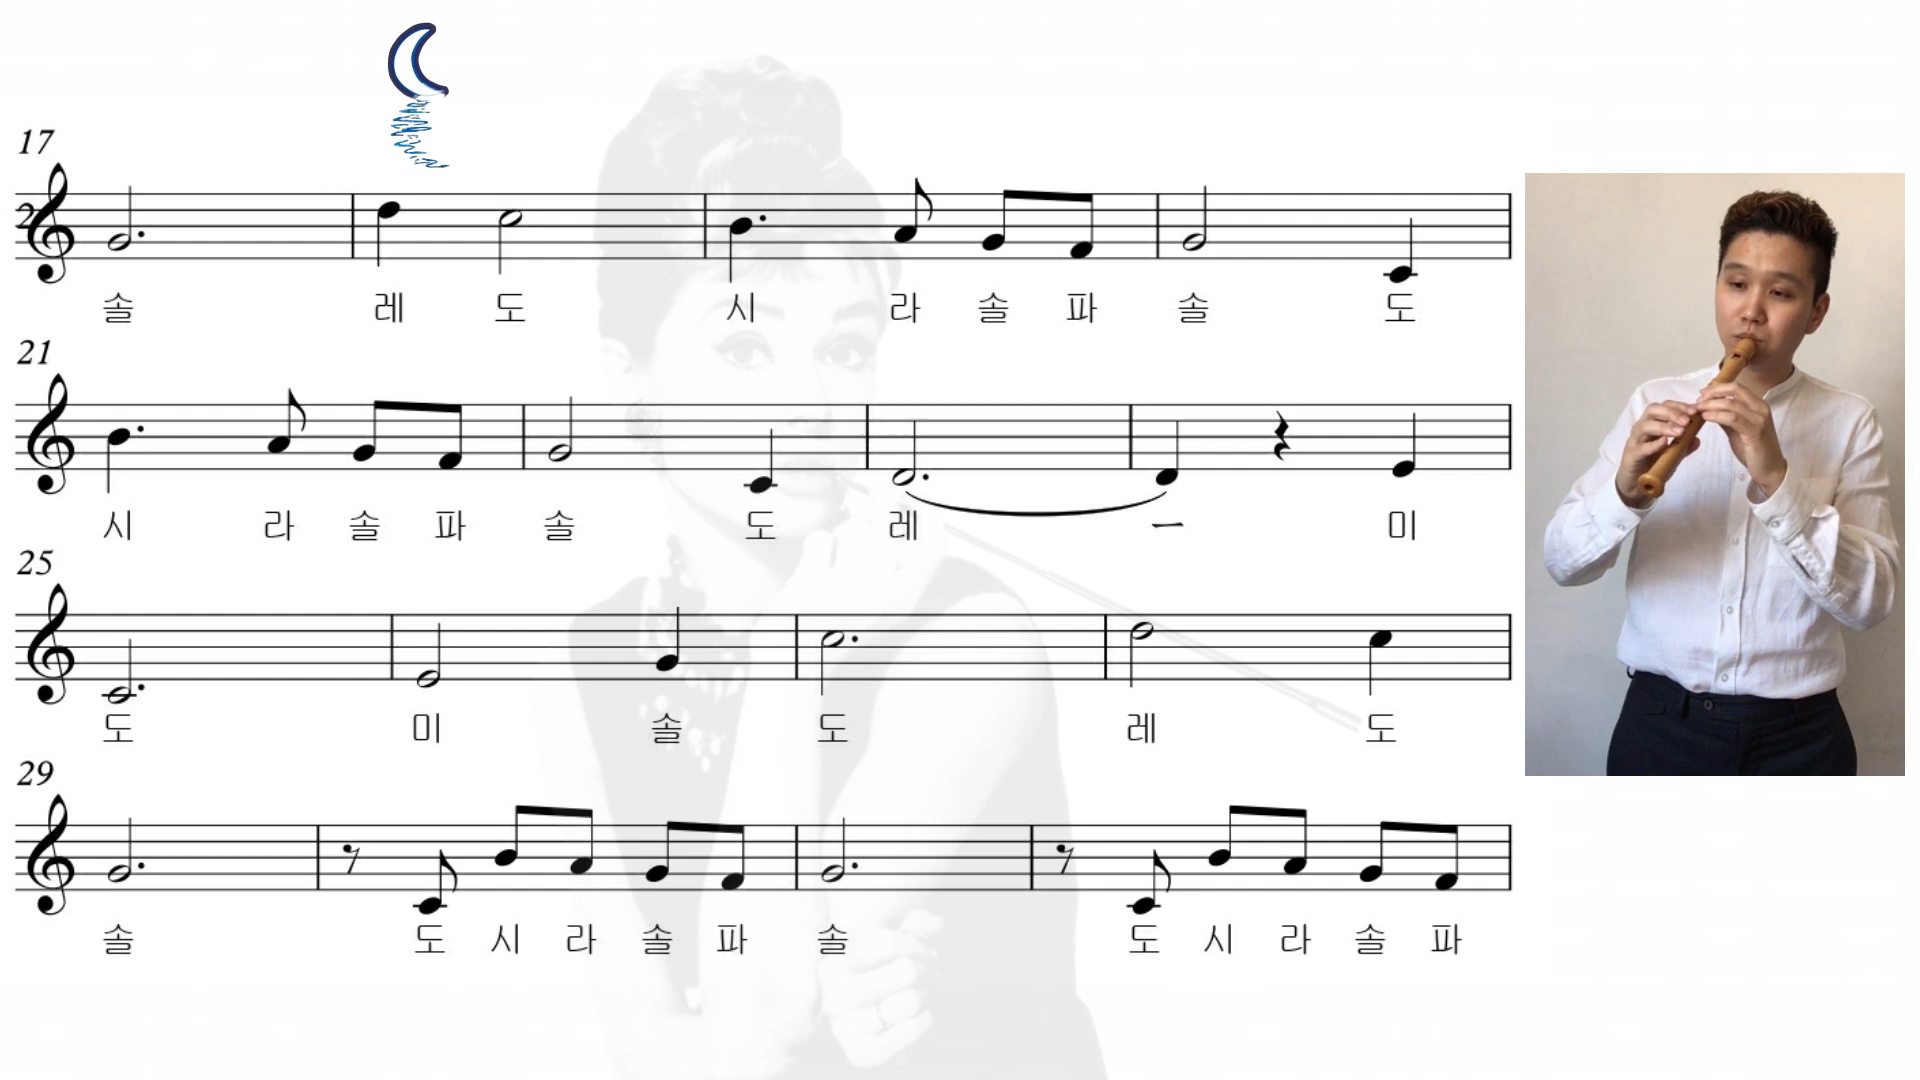 17
2
솔 레 도 시 라 솔 파 솔 도
21
시 라 솔 파 솔 도 레 ㅡ 미
25
도 미 솔 도 레 도
29
솔 도 시 라 솔 파 솔 도 시 라 솔 파